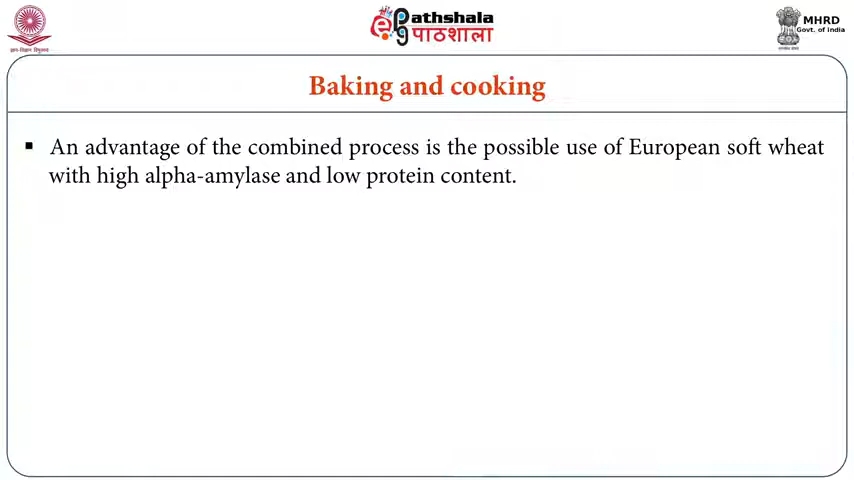 ePathshala
पाठशाला
MHRD
Govt. of India
Baking and cooking
▪ An advantage of the combined process is the possible use of European soft wheat
with high alpha-amylase and low protein content.